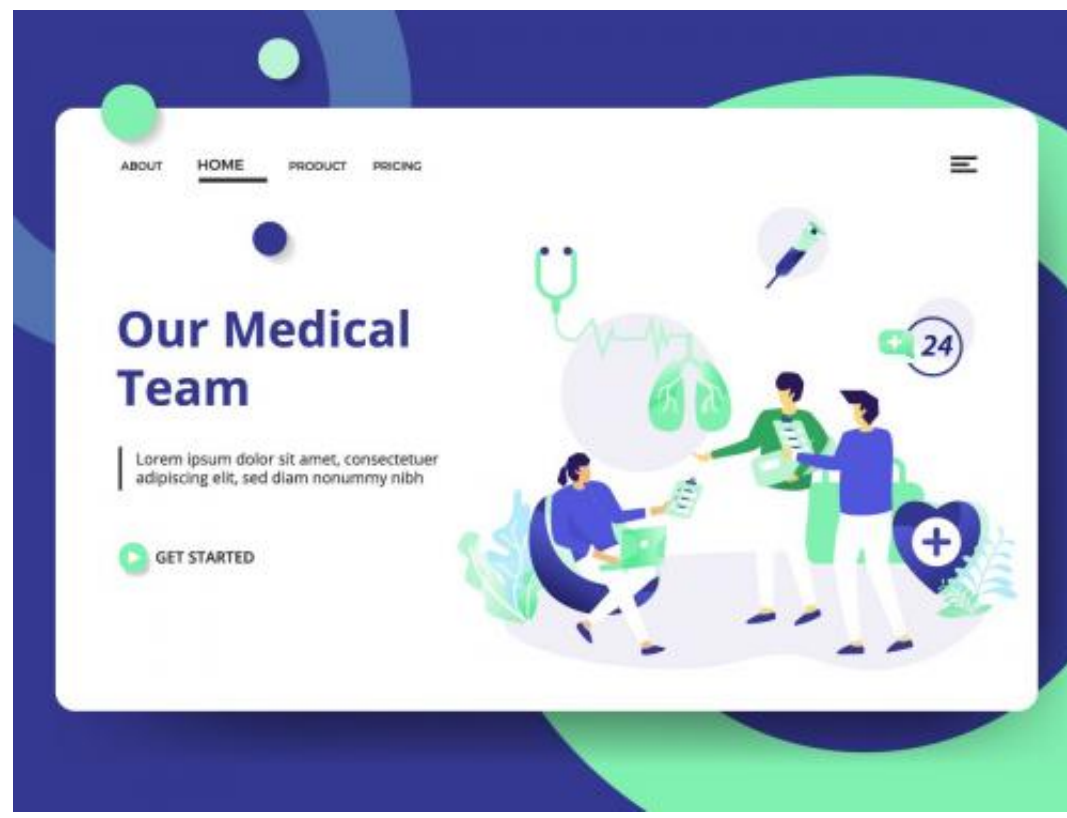 ABOUT HOME PRODUCT PRICING
24
Our Medical
Team
Lorem ipsum dolor sit amet, consectetuer
adipiscing elit, sed diam nonummy nibh
GET STARTED